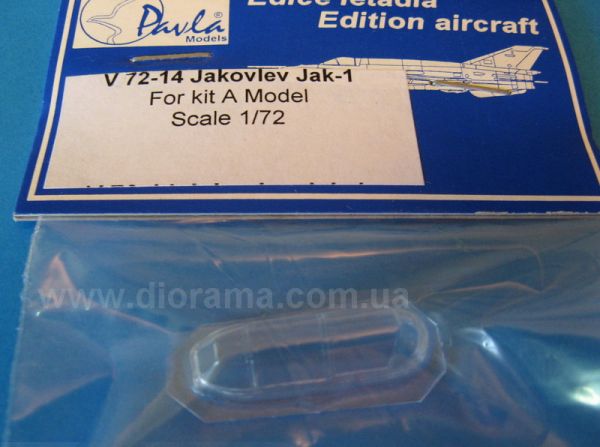 Edice letadla
Edition aircraft
Pavla
Models
V 72-14 Jakovlev Jak-1
For kit A Model
Scale 1/72
www.diorama.com.ua